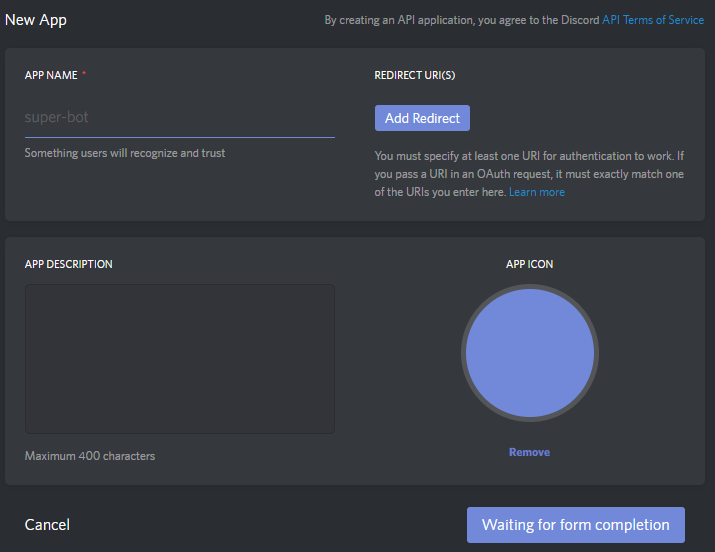 New App
By creating an API application, you agree to the Discord API Terms of Service
APP NAME *
super-bot
Something users will recognize and trust
REDIRECT URI(S)
Add Redirect
You must specify at least one URI for authentication to work. If
you pass a URI in an OAuth request, it must exactly match one
of the URIs you enter here. Learn more
APP DESCRIPTION
Maximum 400 characters
APP ICON
Remove
Cancel
Waiting for form completion